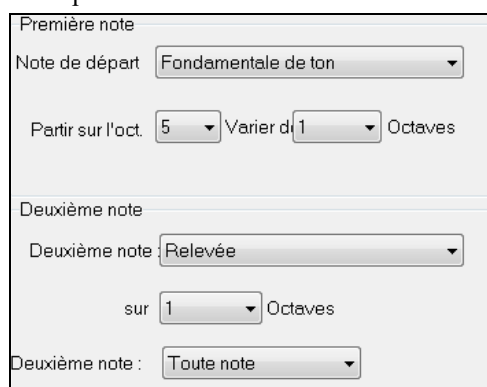 Première note
Note de départ Fondamentale de ton
Partir sur l'oct. 5 Varier d 1 Octaves
Deuxième note
Deuxième note : Relevée
sur 1 Octaves
Deuxième note : Toute note